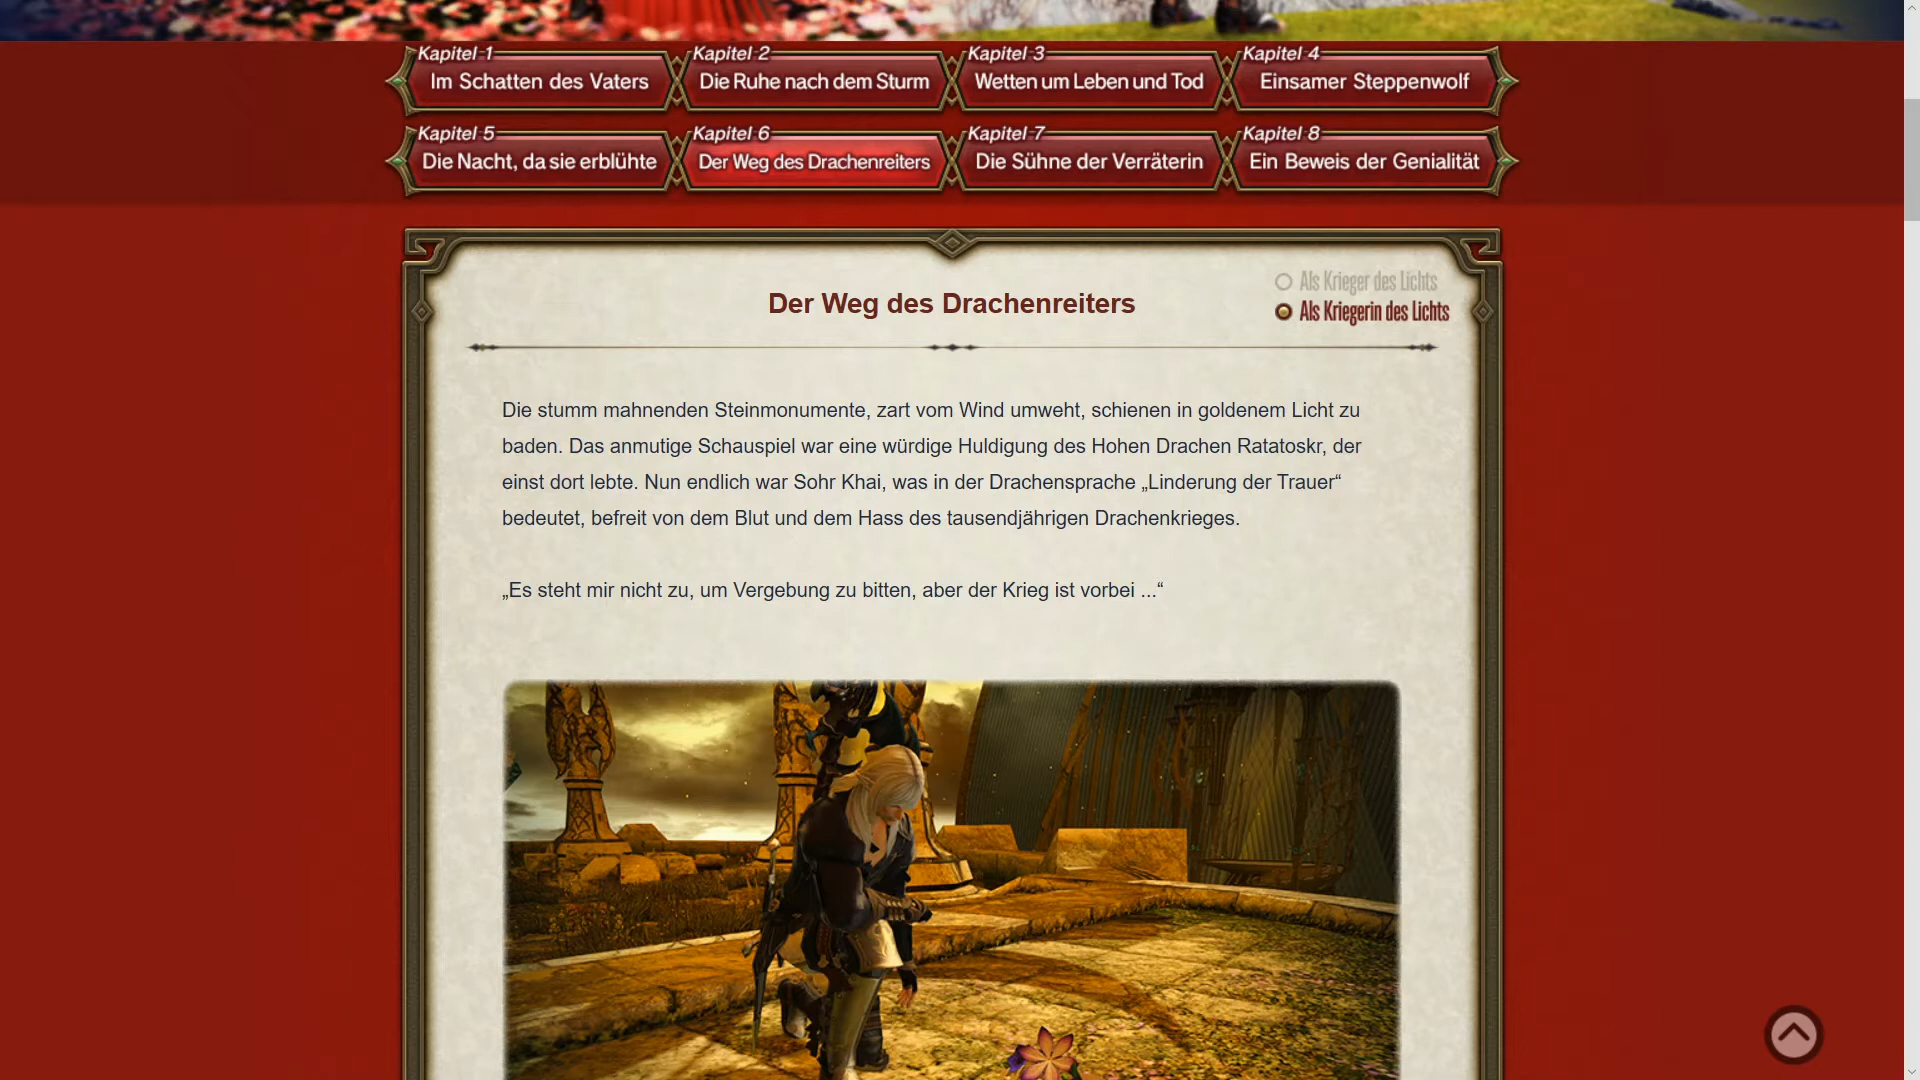 Kapitel 1
Im Schatten des Vaters
Kapitel 2
Die Ruhe nach dem Sturm
Kapitel 3
Wetten um Leben und Tod
Kapitel 4
Einsamer Steppenwolf
Kapitel 5
Die Nacht, da sie erblühte
Kapitel 6
Der Weg des Drachenreiters
Kapitel 7
Die Sühne der Verräterin
Kapitel 8
Ein Beweis der Genialität
Als Krieger des Lichts
Als Kriegerin des Lichts
Der Weg des Drachenreiters
Die stumm mahnenden Steinmonumente, zart vom Wind umweht, schienen in goldenem Licht zu
baden. Das anmutige Schauspiel war eine würdige Huldigung des Hohen Drachen Ratatoskr, der
einst dort lebte. Nun endlich war Sohr Khai, was in der Drachensprache „Linderung der Trauer“
bedeutet, befreit von dem Blut und dem Hass des tausendjährigen Drachenkrieges.
„Es steht mir nicht zu, um Vergebung zu bitten, aber der Krieg ist vorbei ...“